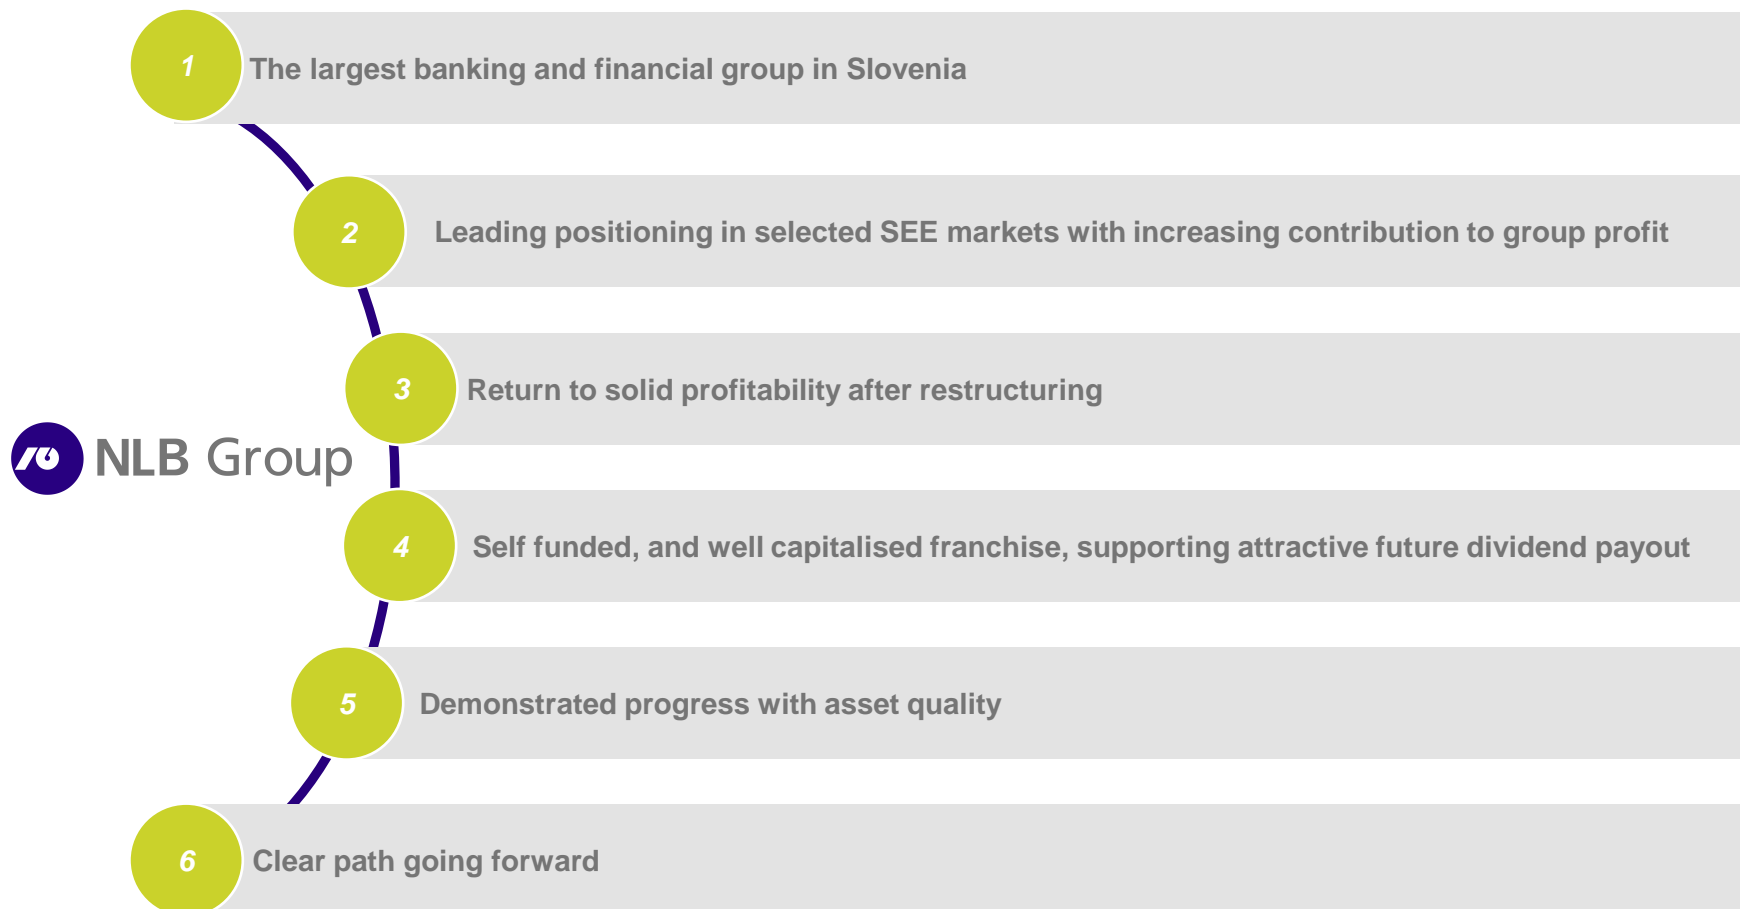 1
The largest banking and financial group in Slovenia
2
Leading positioning in selected SEE markets with increasing contribution to group profit
3
Return to solid profitability after restructuring
NLB Group
4
Self funded, and well capitalised franchise, supporting attractive future dividend payout
5
Demonstrated progress with asset quality
6
Clear path going forward